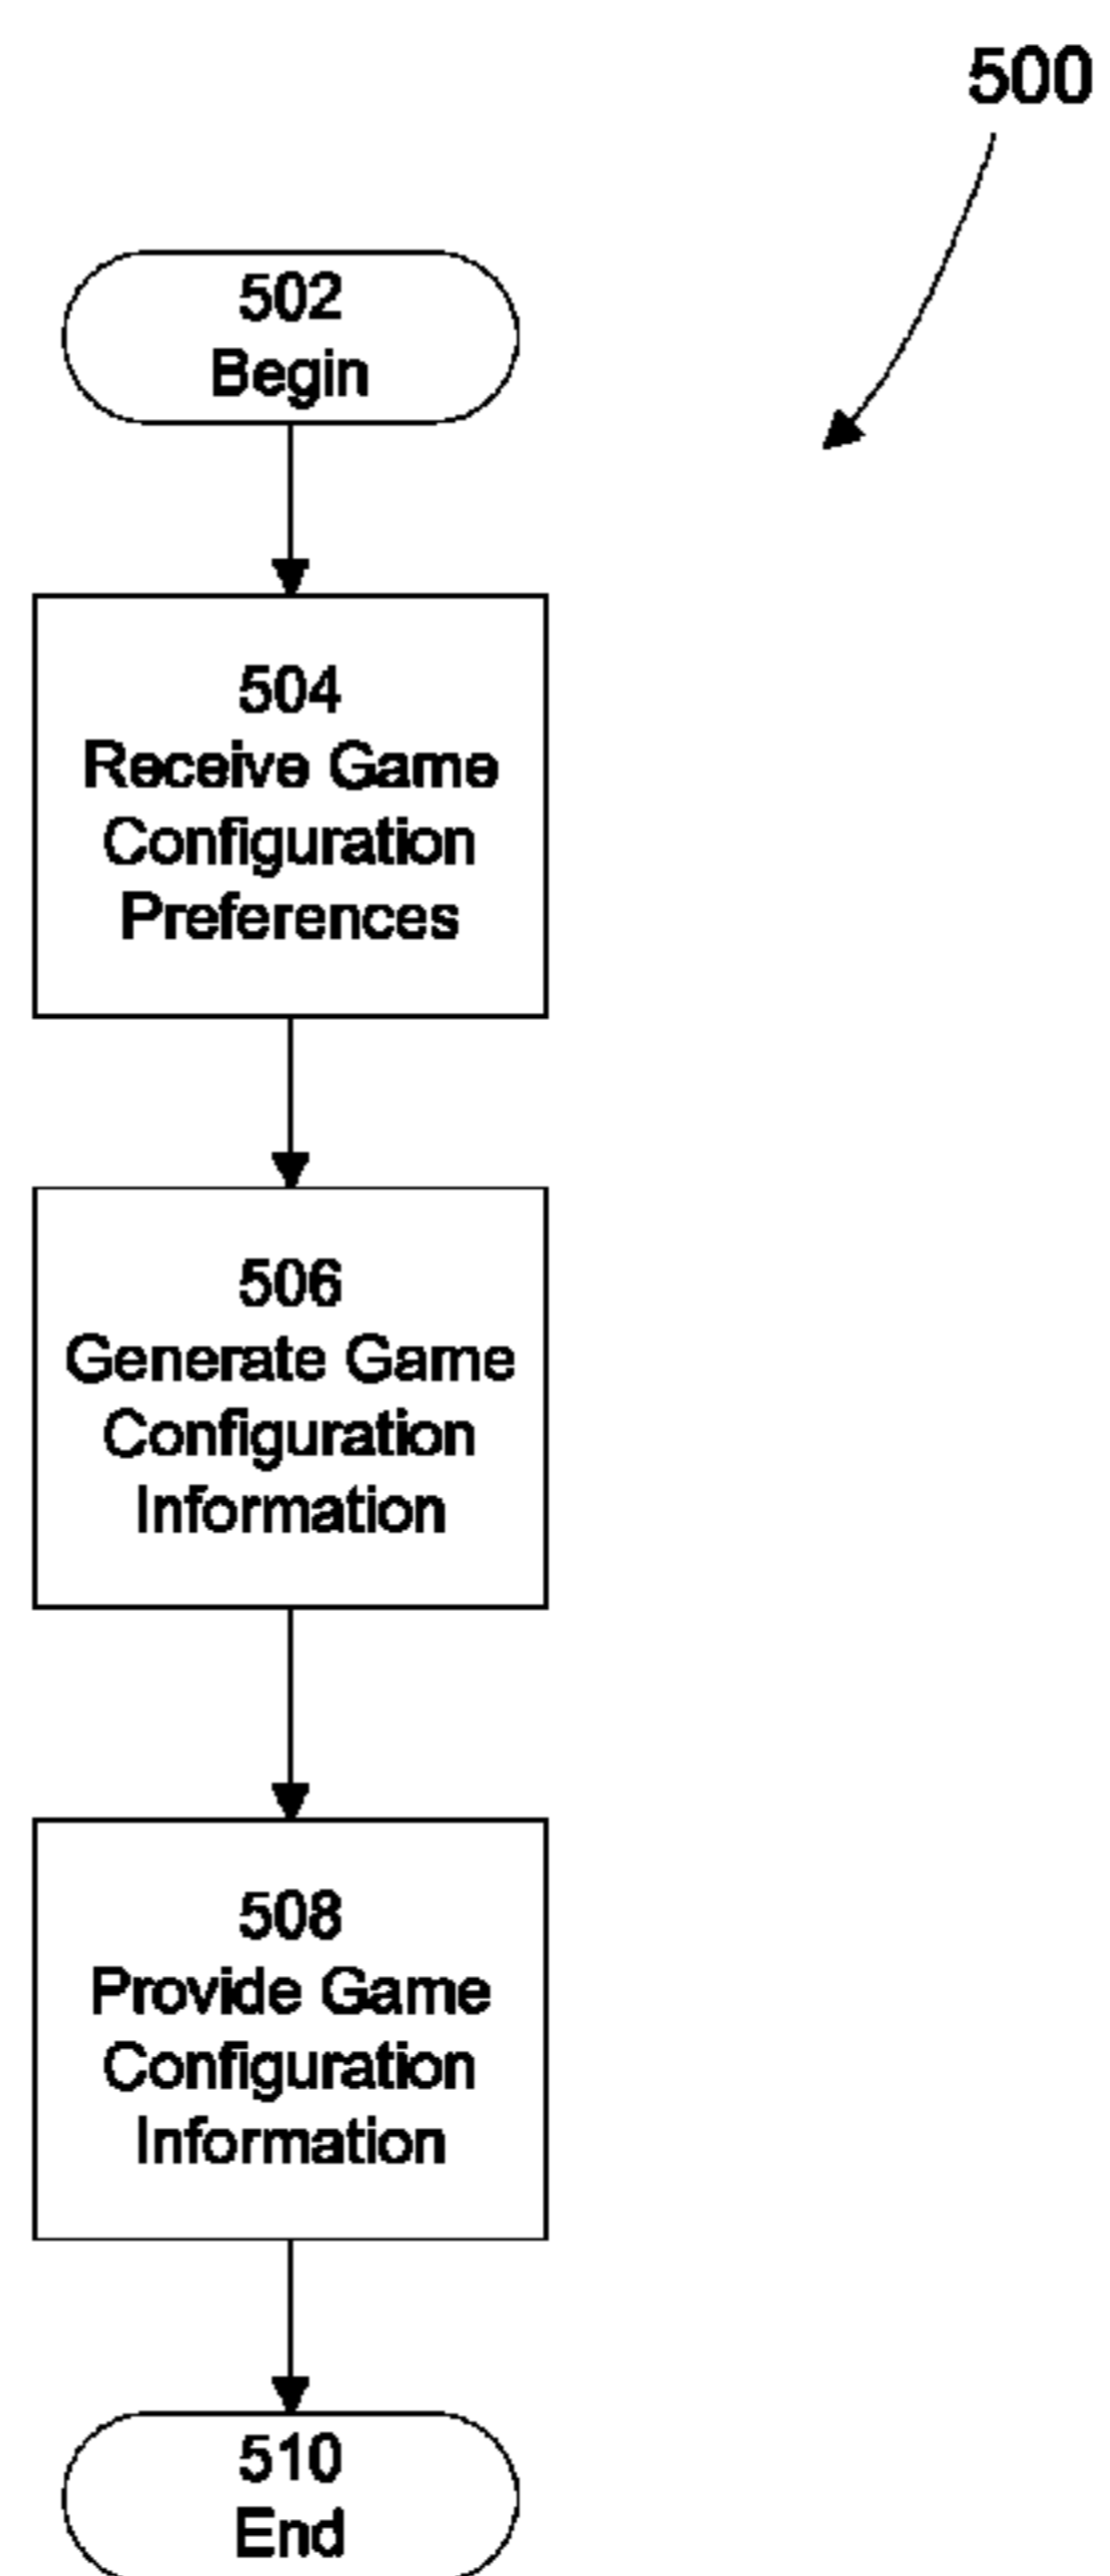 500
502
Begin
504
Receive Game
Configuration
Preferences
506
Generate Game
Configuration
Information
508
Provide Game
Configuration
Information
510
End